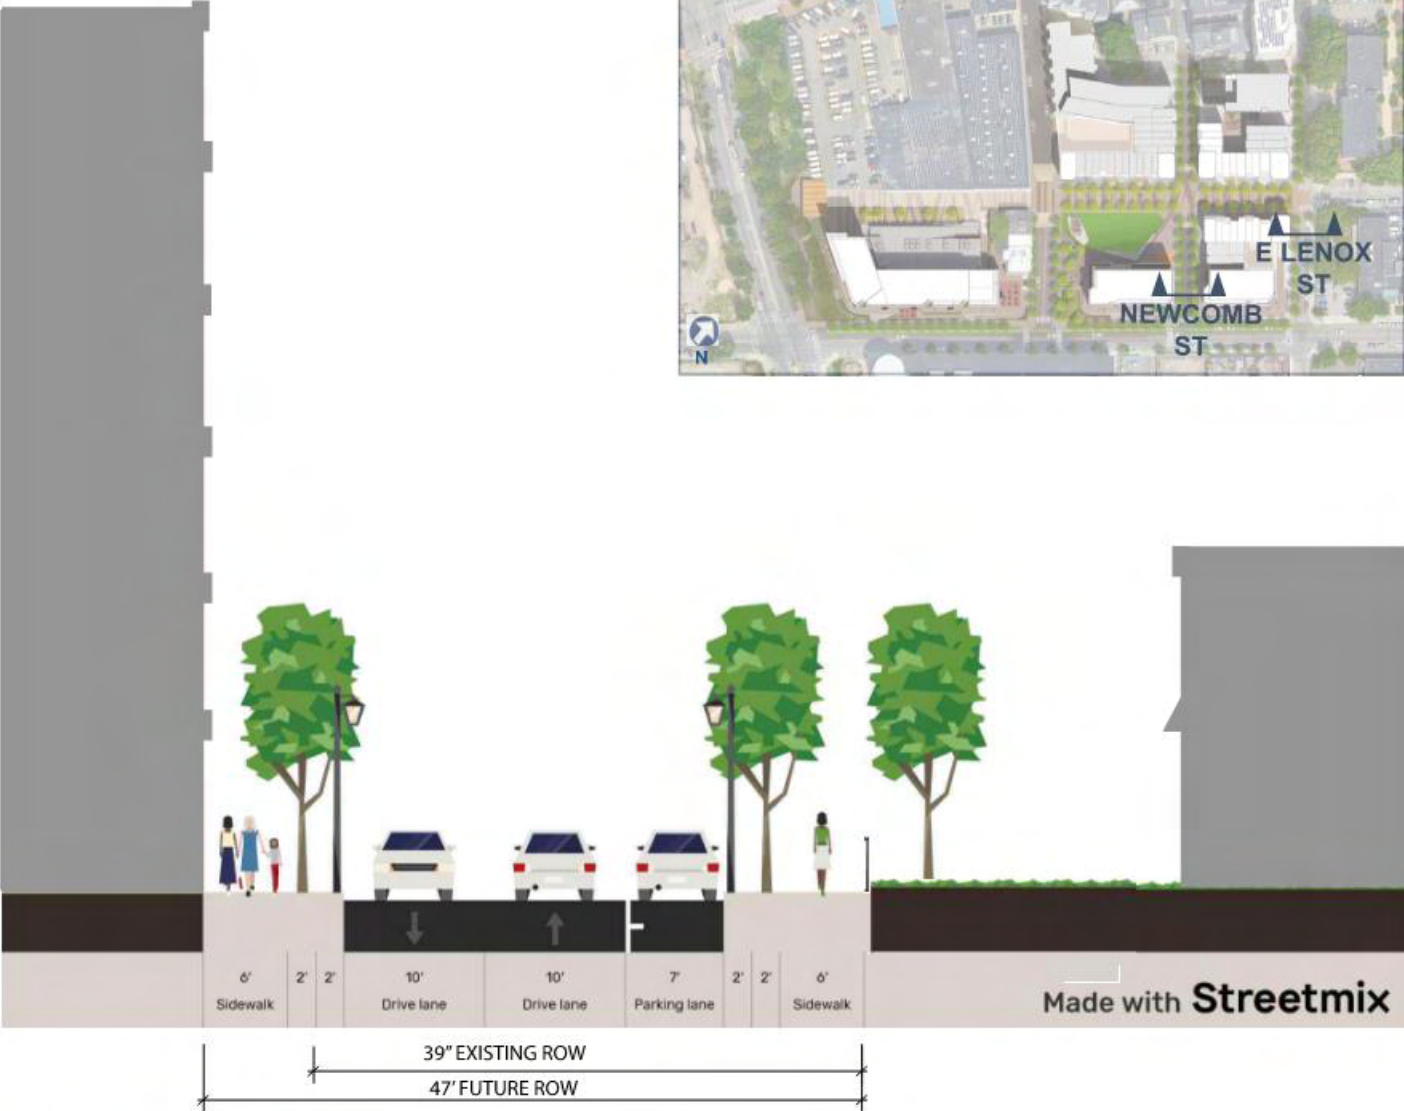 E LENOX
ST
NEWCOMB
ST
N
6' 2' 2' 10' 10' 7' 2' 2' 6'
Sidewalk Drive lane Drive lane Parking lane Sidewalk
Made with Streetmix
39" EXISTING ROW
47' FUTURE ROW